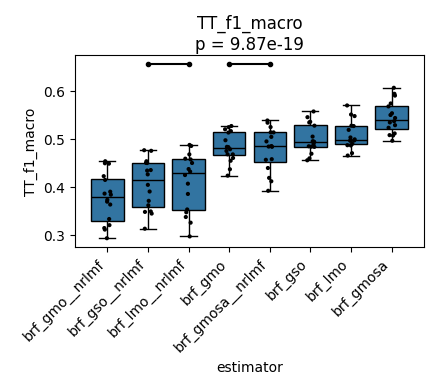 TT_f1_macro
p = 9.87e-19
TT_f1_macro
0.6
0.5
0.4
0.3
brf_gmo__nrlmf
brf_gso__nrlmf
brf_lmo__nrlmf
brf_gmo
brf_gmosa__nrlmf
brf_gso
brf_lmo
brf_gmosa
estimator